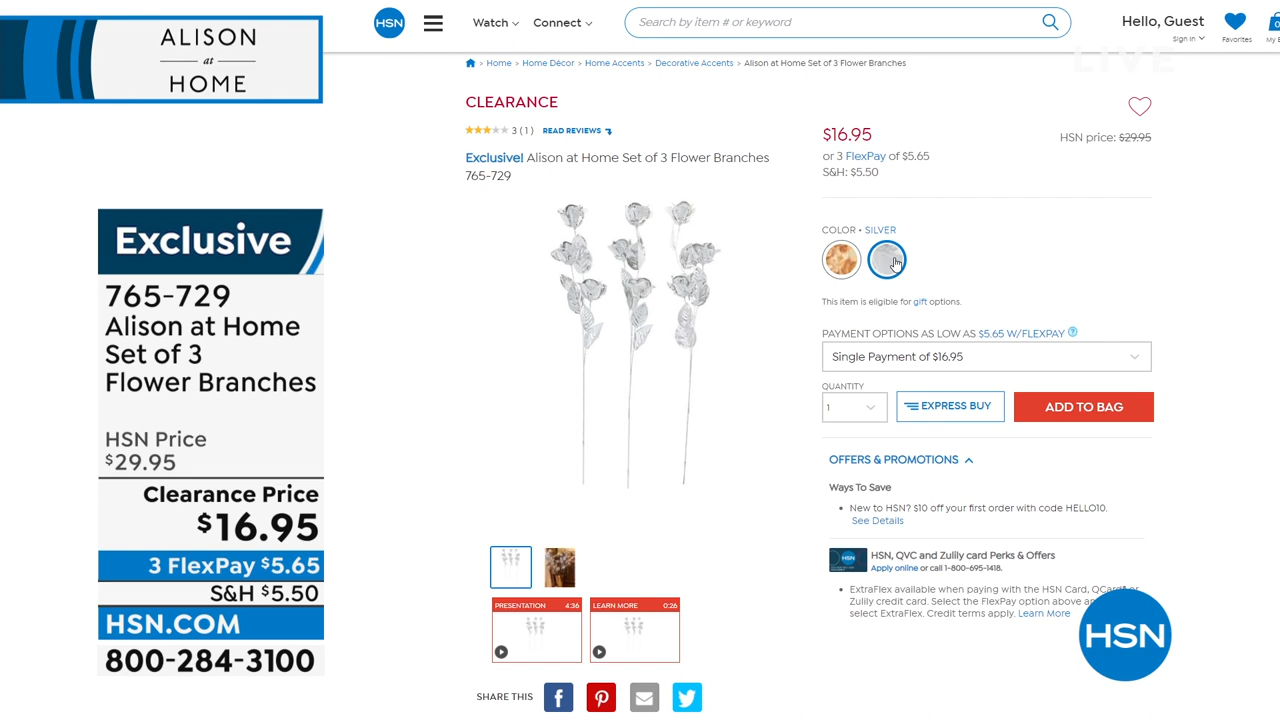 ALISON
at
HOME
HSN
Watch
Connect
Search by item # or keyword
Hello, Guest
Sign In
Favorites
0
LIVE
> Home > Home Décor > Home Accents > Decorative Accents > Alison at Home Set of 3 Flower Branches
CLEARANCE
3 (1) READ REVIEWS
Exclusive! Alison at Home Set of 3 Flower Branches
765-729
$16.95
HSN price: $29.95
or 3 FlexPay of $5.65
S&H: $5.50
COLOR • SILVER
This item is eligible for gift options.
PAYMENT OPTIONS AS LOW AS $5.65 W/FLEXPAY ?
Single Payment of $16.95
QUANTITY
1
EXPRESS BUY
ADD TO BAG
OFFERS & PROMOTIONS
Ways To Save
• New to HSN? $10 off your first order with code HELLO10.
See Details
HSN
HSN, QVC and Zulily card Perks & Offers
Apply online or call 1-800-695-1418.
• ExtraFlex available when paying with the HSN Card, QCard or
Zulily credit card. Select the FlexPay option above
select ExtraFlex. Credit terms apply. Learn More
HSN
Exclusive
765-729
Alison at Home
Set of 3
Flower Branches
HSN Price
$29.95
Clearance Price
$16.95
3 FlexPay $5.65
S&H $5.50
HSN.COM
800-284-3100
PRESENTATION 4:36
LEARN MORE 0:26
SHARE THIS